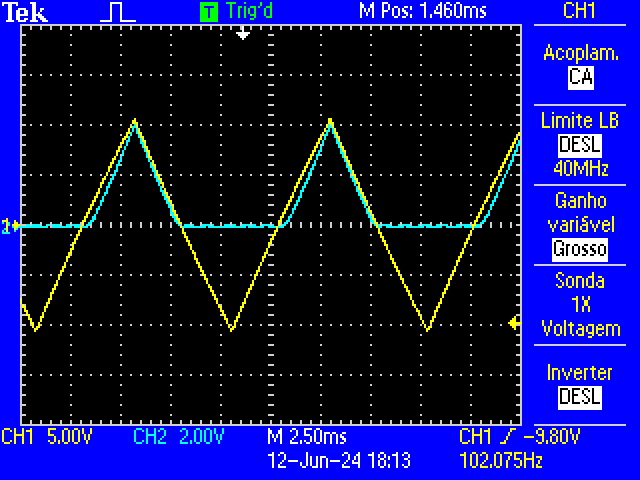 Tek
T Trig'd
M Pos: 1.460ms
CH1
Acoplam.
CA
Limite LB
DESL
40MHz
Ganho
variável
Grosso
Sonda
1X
Voltagem
Inverter
DESL
CH1 5.00V
CH2 2.00V
M 2.50ms
CH1 -9.80V
12-Jun-24 18:13
102.075Hz